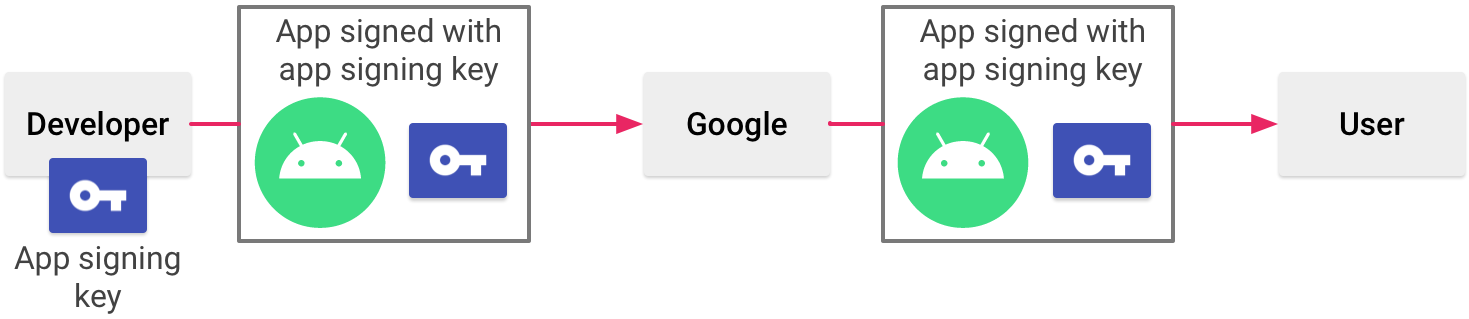 Developer
App signing
key
App signed with
app signing key
Google
App signed with
app signing key
User